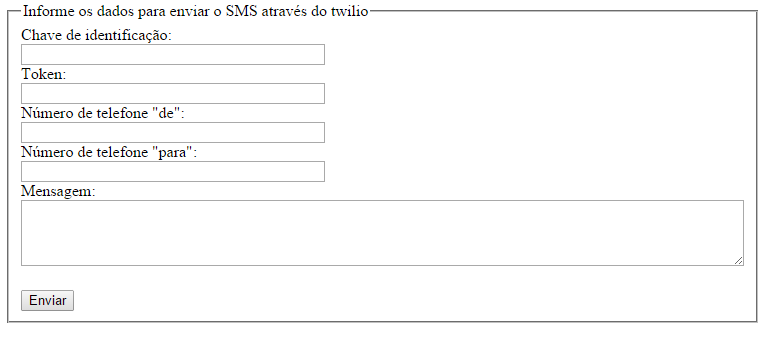 Informe os dados para enviar o SMS através do twilio
Chave de identificação:
Token:
Número de telefone "de":
Número de telefone "para":
Mensagem:
Enviar